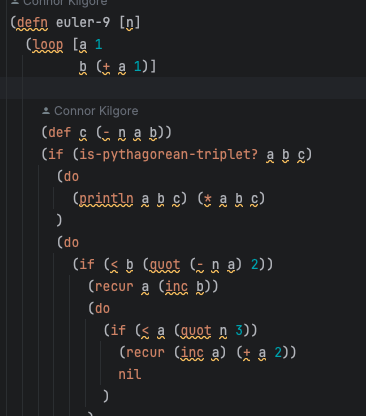 Connor Kilgore
(defn euler-9 [n]
  (loop [a 1
         b (+ a 1)]
    Connor Kilgore
    (def c (- n a b))
    (if (is-pythagorean-triplet? a b c)
      (do
        (println a b c) (* a b c)
      )
      (do
        (if (< b (quot (- n a) 2))
          (recur a (inc b))
          (do
            (if (< a (quot n 3))
              (recur (inc a) (+ a 2))
              nil
            )
          )